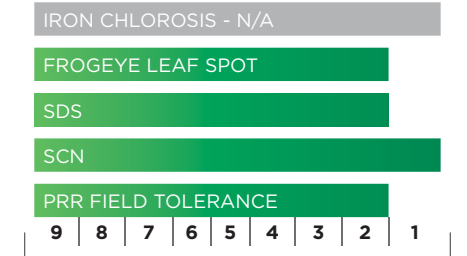 IRON CHLOROSIS - N/A
FROGEYE LEAF SPOT
SDS
SCN
PRR FIELD TOLERANCE
9 8 7 6 5 4 3 2 1